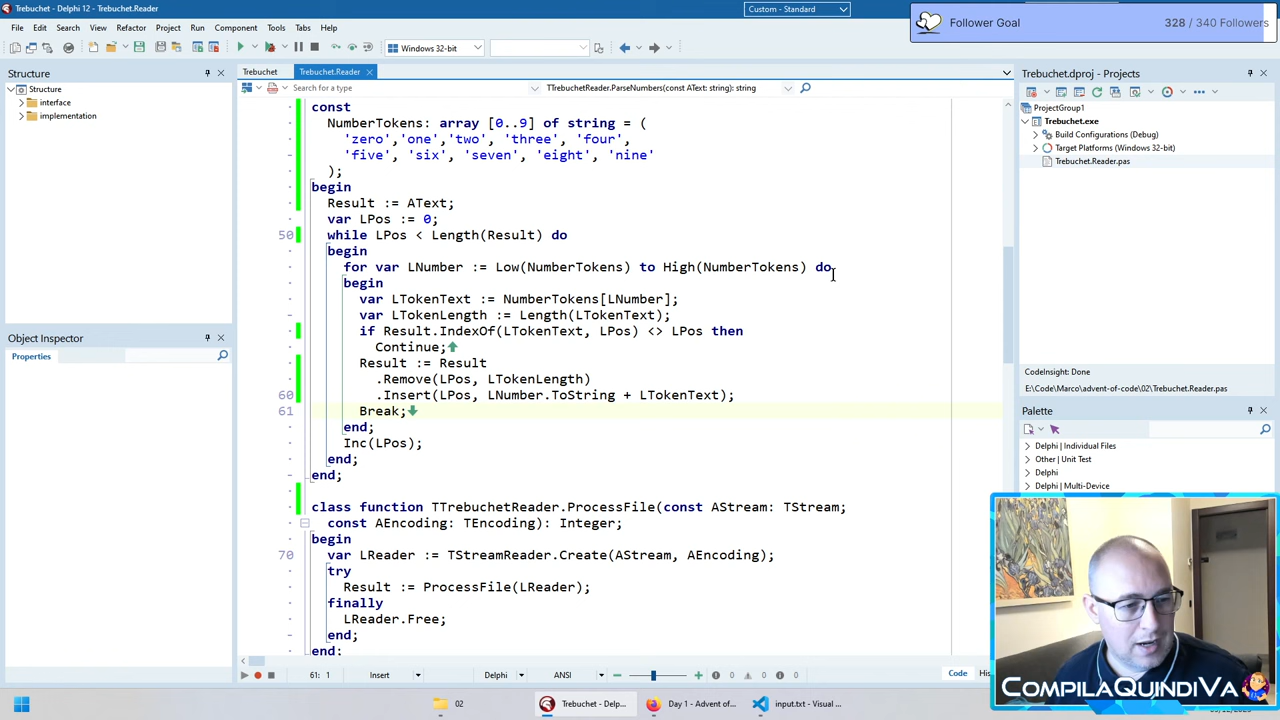 Trebuchet - Delphi 12 - Trebuchet.Reader
Custom - Standard
Follower Goal
328 / 340 Followers
File Edit Search View Refactor Project Run Component Tools Tabs Help
Windows 32-bit
Structure
Structure
interface
implementation
Object Inspector
Properties
Trebuchet
Trebuchet.Reader
Search for a type
TTrebuchetReader.ParseNumbers(const AText: string): string
const
NumberTokens: array [0..9] of string = (
'zero','one','two', 'three', 'four',
'five', 'six', 'seven', 'eight', 'nine'
);
begin
Result := AText;
var LPos := 0;
50 while LPos < Length(Result) do
begin
for var LNumber := Low(NumberTokens) to High(NumberTokens) do
begin
var LTokenText := NumberTokens[LNumber];
var LTokenLength := Length(LTokenText);
if Result.IndexOf(LTokenText, LPos) <> LPos then
Continue;
Result := Result
.Remove(LPos, LTokenLength)
60 .Insert(LPos, LNumber.ToString + LTokenText);
61 Break;
end;
Inc(LPos);
end;
end;
class function TTrebuchetReader.ProcessFile(const AStream: TStream;
const AEncoding: TEncoding): Integer;
begin
70 var LReader := TStreamReader.Create(AStream, AEncoding);
try
Result := ProcessFile(LReader);
finally
LReader.Free;
end;
end;
61: 1
Insert
Delphi
ANSI
0
0
0
Code
His
Trebuchet.dproj - Projects
ProjectGroup1
Trebuchet.exe
Build Configurations (Debug)
Target Platforms (Windows 32-bit)
Trebuchet.Reader.pas
CodeInsight: Done
E:\Code\Marco\advent-of-code\02\Trebuchet.Reader.pas
Palette
Delphi | Individual Files
Other | Unit Test
Delphi
Delphi | Multi-Device
COMPILAQUINDIVA
02
Trebuchet - Delp...
Day 1 - Advent of...
input.txt - Visual ...